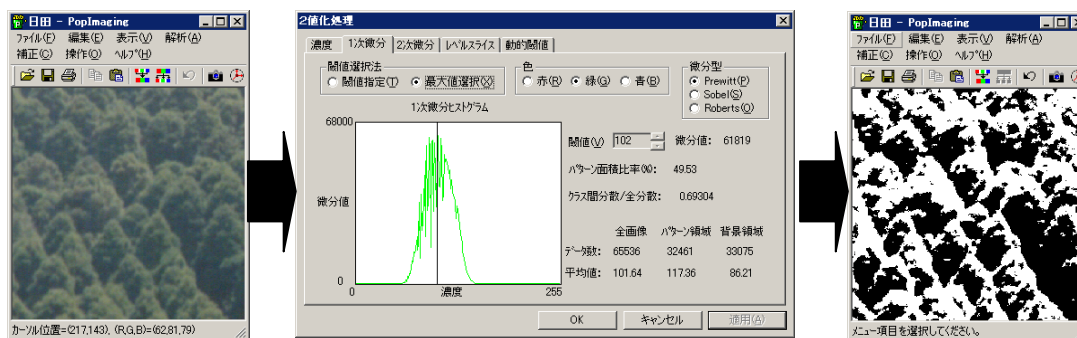 日田 - PopImaging
ファイル(F) 編集(E) 表示(V) 解析(A)
補正(C) 操作(O) ヘルプ(H)
カーソル位置=(217,143), (R,G,B)=(62,81,79)
2値化処理
濃度 1次微分 2次微分 レベルスライス 動的閾値
閾値選択法
閾値指定(T) 最大値選択(X)
色
赤(R) 緑(G) 青(B)
微分型
Prewitt(P)
Sobel(S)
Roberts(Q)
1次微分ヒストグラム
68000
微分値
0
0 濃度 255
閾値(V) 102 微分値: 61819
パターン面積比率(%): 49.53
クラス間分散/全分散: 0.69304
全画像 パターン領域 背景領域
データ数: 65536 32461 33075
平均値: 101.64 117.36 86.21
OK キャンセル 適用(A)
日田 - PopImaging
ファイル(F) 編集(E) 表示(V) 解析(A)
補正(C) 操作(O) ヘルプ(H)
メニュー項目を選択してください。